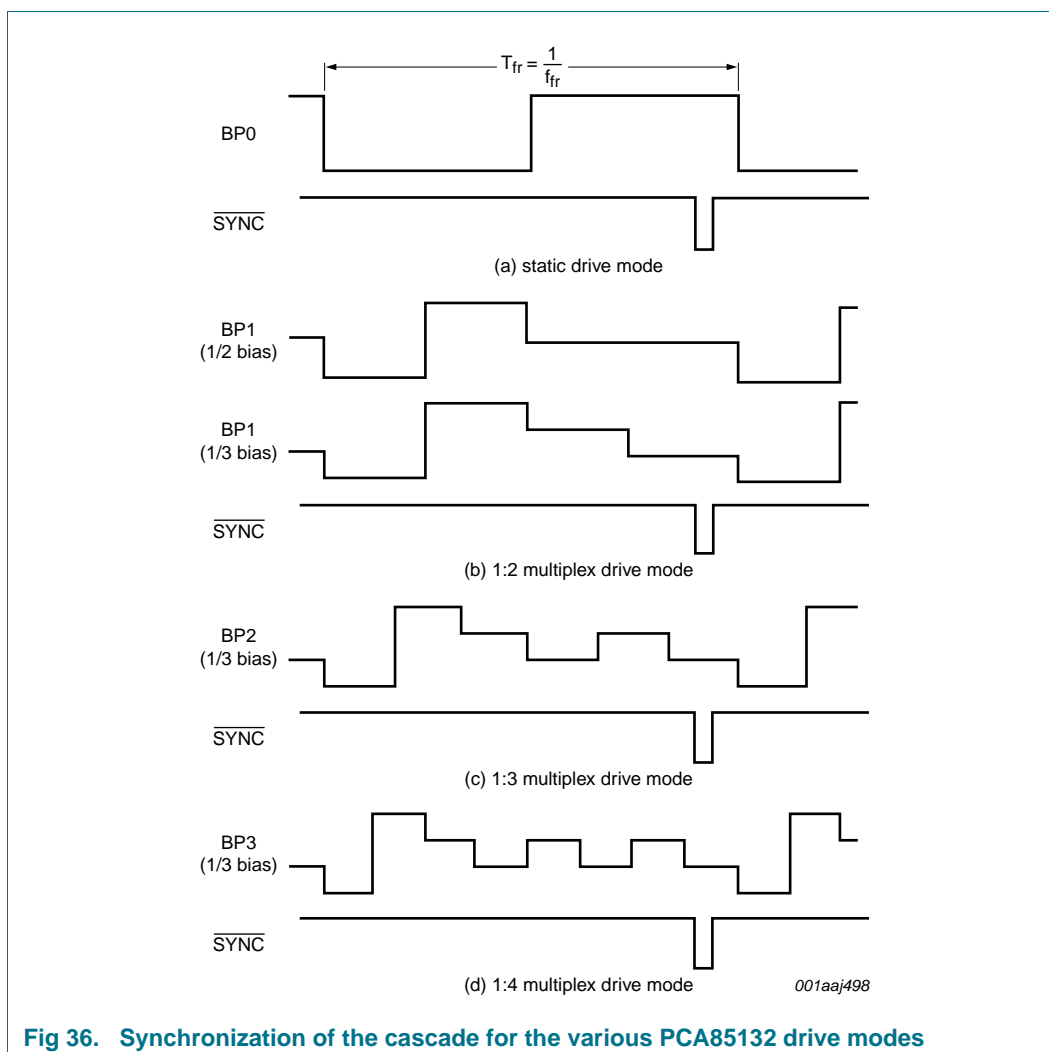 T_fr = 1/f_fr
BP0
SYNC
(a) static drive mode
BP1
(1/2 bias)
BP1
(1/3 bias)
SYNC
(b) 1:2 multiplex drive mode
BP2
(1/3 bias)
SYNC
(c) 1:3 multiplex drive mode
BP3
(1/3 bias)
SYNC
(d) 1:4 multiplex drive mode
001aaj498
Fig 36. Synchronization of the cascade for the various PCA85132 drive modes